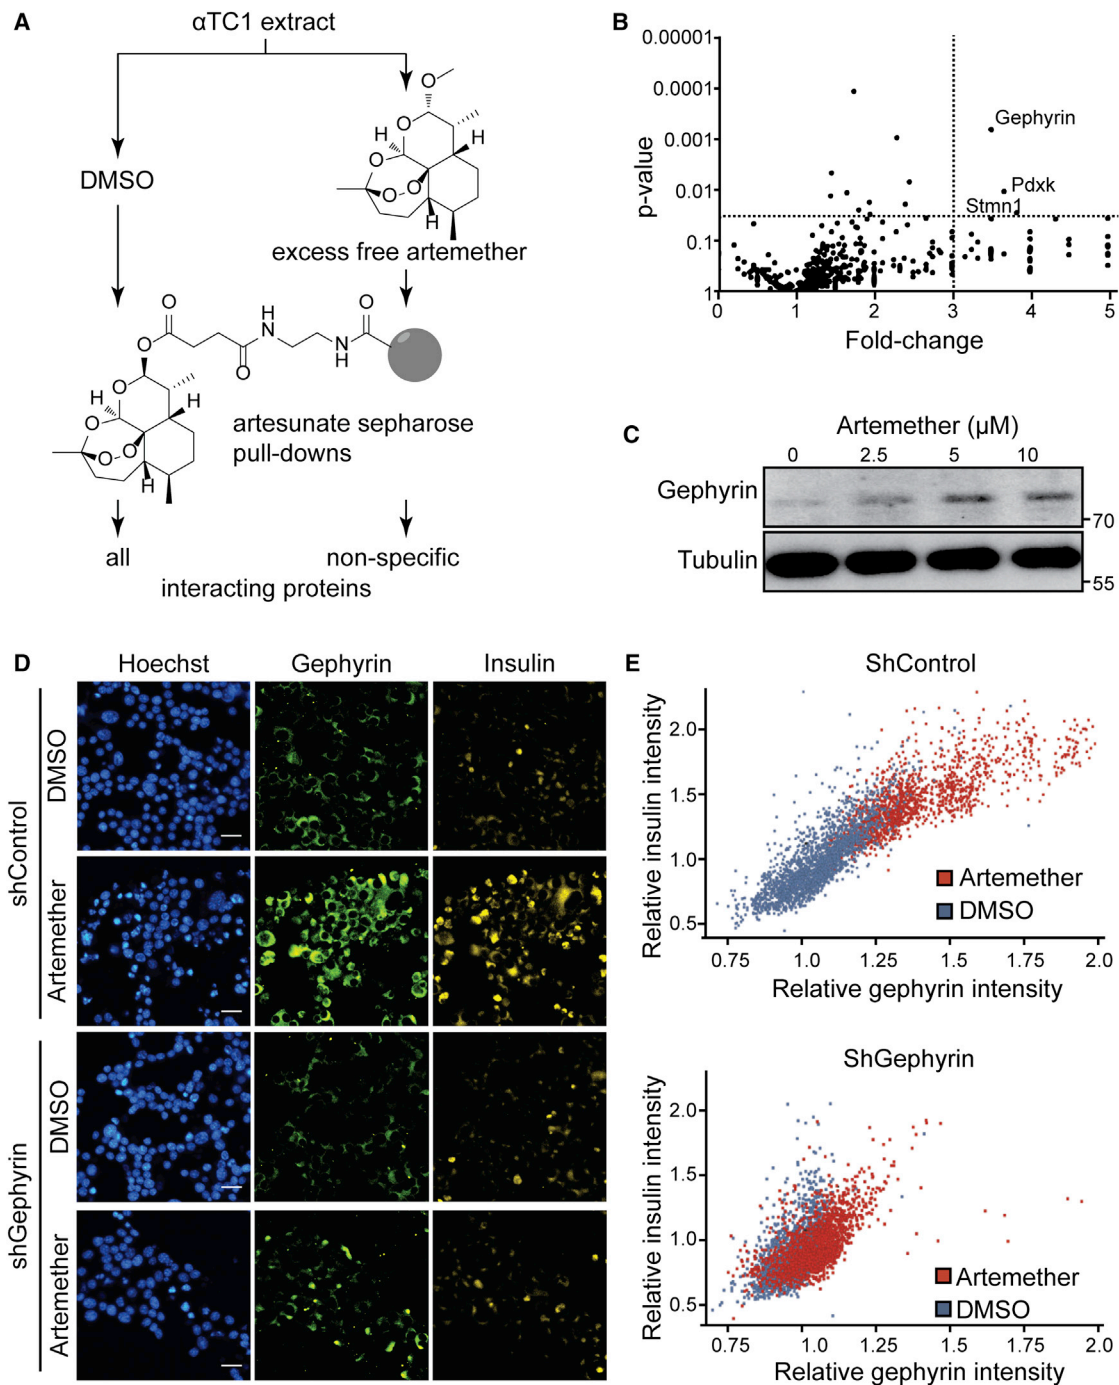 A
αTC1 extract
DMSO
O
O
H
H
O
O
O
H
excess free artemether
O
O
H
N
O
O
N
H
O
O
H
H
O
O
O
H
artesunate sepharose
pull-downs
all
non-specific
interacting proteins
B
0.00001
0.0001
0.001
0.01
0.1
1
p-value
Gephyrin
Pdxk
Stmn1
0 1 2 3 4 5
Fold-change
C
Artemether (µM)
0 2.5 5 10
Gephyrin
70
Tubulin
55
D
Hoechst Gephyrin Insulin
shControl
DMSO
Artemether
shGephyrin
DMSO
Artemether
E
ShControl
Relative insulin intensity
2.0
1.5
1.0
0.5
Artemether
DMSO
0.75 1.0 1.25 1.5 1.75 2.0
Relative gephyrin intensity
ShGephyrin
Relative insulin intensity
2.0
1.5
1.0
0.5
Artemether
DMSO
0.75 1.0 1.25 1.5 1.75 2.0
Relative gephyrin intensity